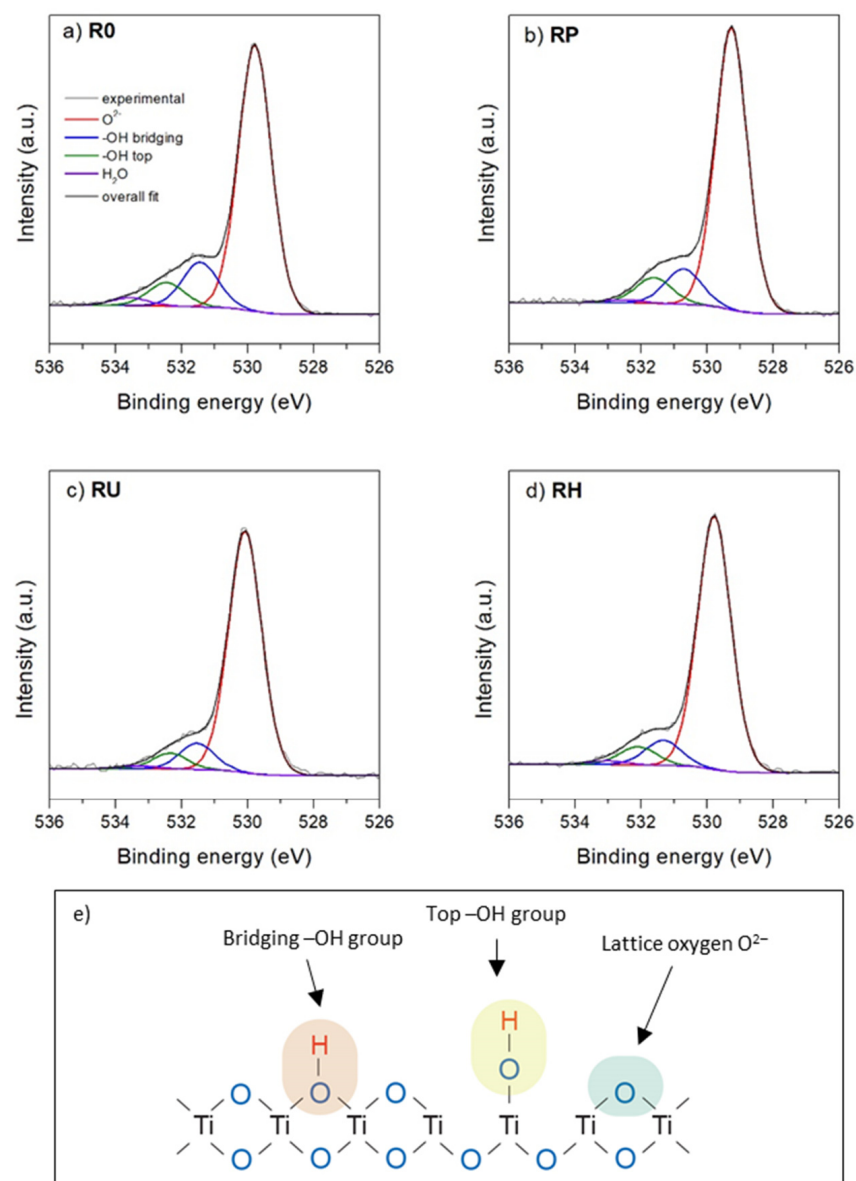 a) R0
experimental
O²⁻
-OH bridging
-OH top
H₂O
overall fit
Intensity (a.u.)
536 534 532 530 528 526
Binding energy (eV)
b) RP
Intensity (a.u.)
536 534 532 530 528 526
Binding energy (eV)
c) RU
Intensity (a.u.)
536 534 532 530 528 526
Binding energy (eV)
d) RH
Intensity (a.u.)
536 534 532 530 528 526
Binding energy (eV)
e)
Top –OH group
Bridging –OH group
Lattice oxygen O²⁻
H
H
O
O O O O
Ti Ti Ti Ti Ti Ti Ti
O O O O O O